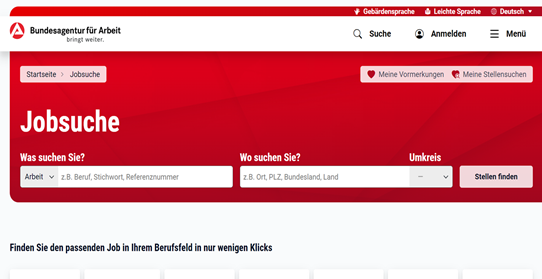 Gebärdensprache Leichte Sprache Deutsch
Bundesagentur für Arbeit
bringt weiter.
Suche Anmelden Menü
Startseite Jobsuche Meine Vormerkungen Meine Stellensuchen
Jobsuche
Was suchen Sie? Wo suchen Sie? Umkreis
Arbeit z.B. Beruf, Stichwort, Referenznummer z.B. Ort, PLZ, Bundesland, Land — Stellen finden
Finden Sie den passenden Job in Ihrem Berufsfeld in nur wenigen Klicks